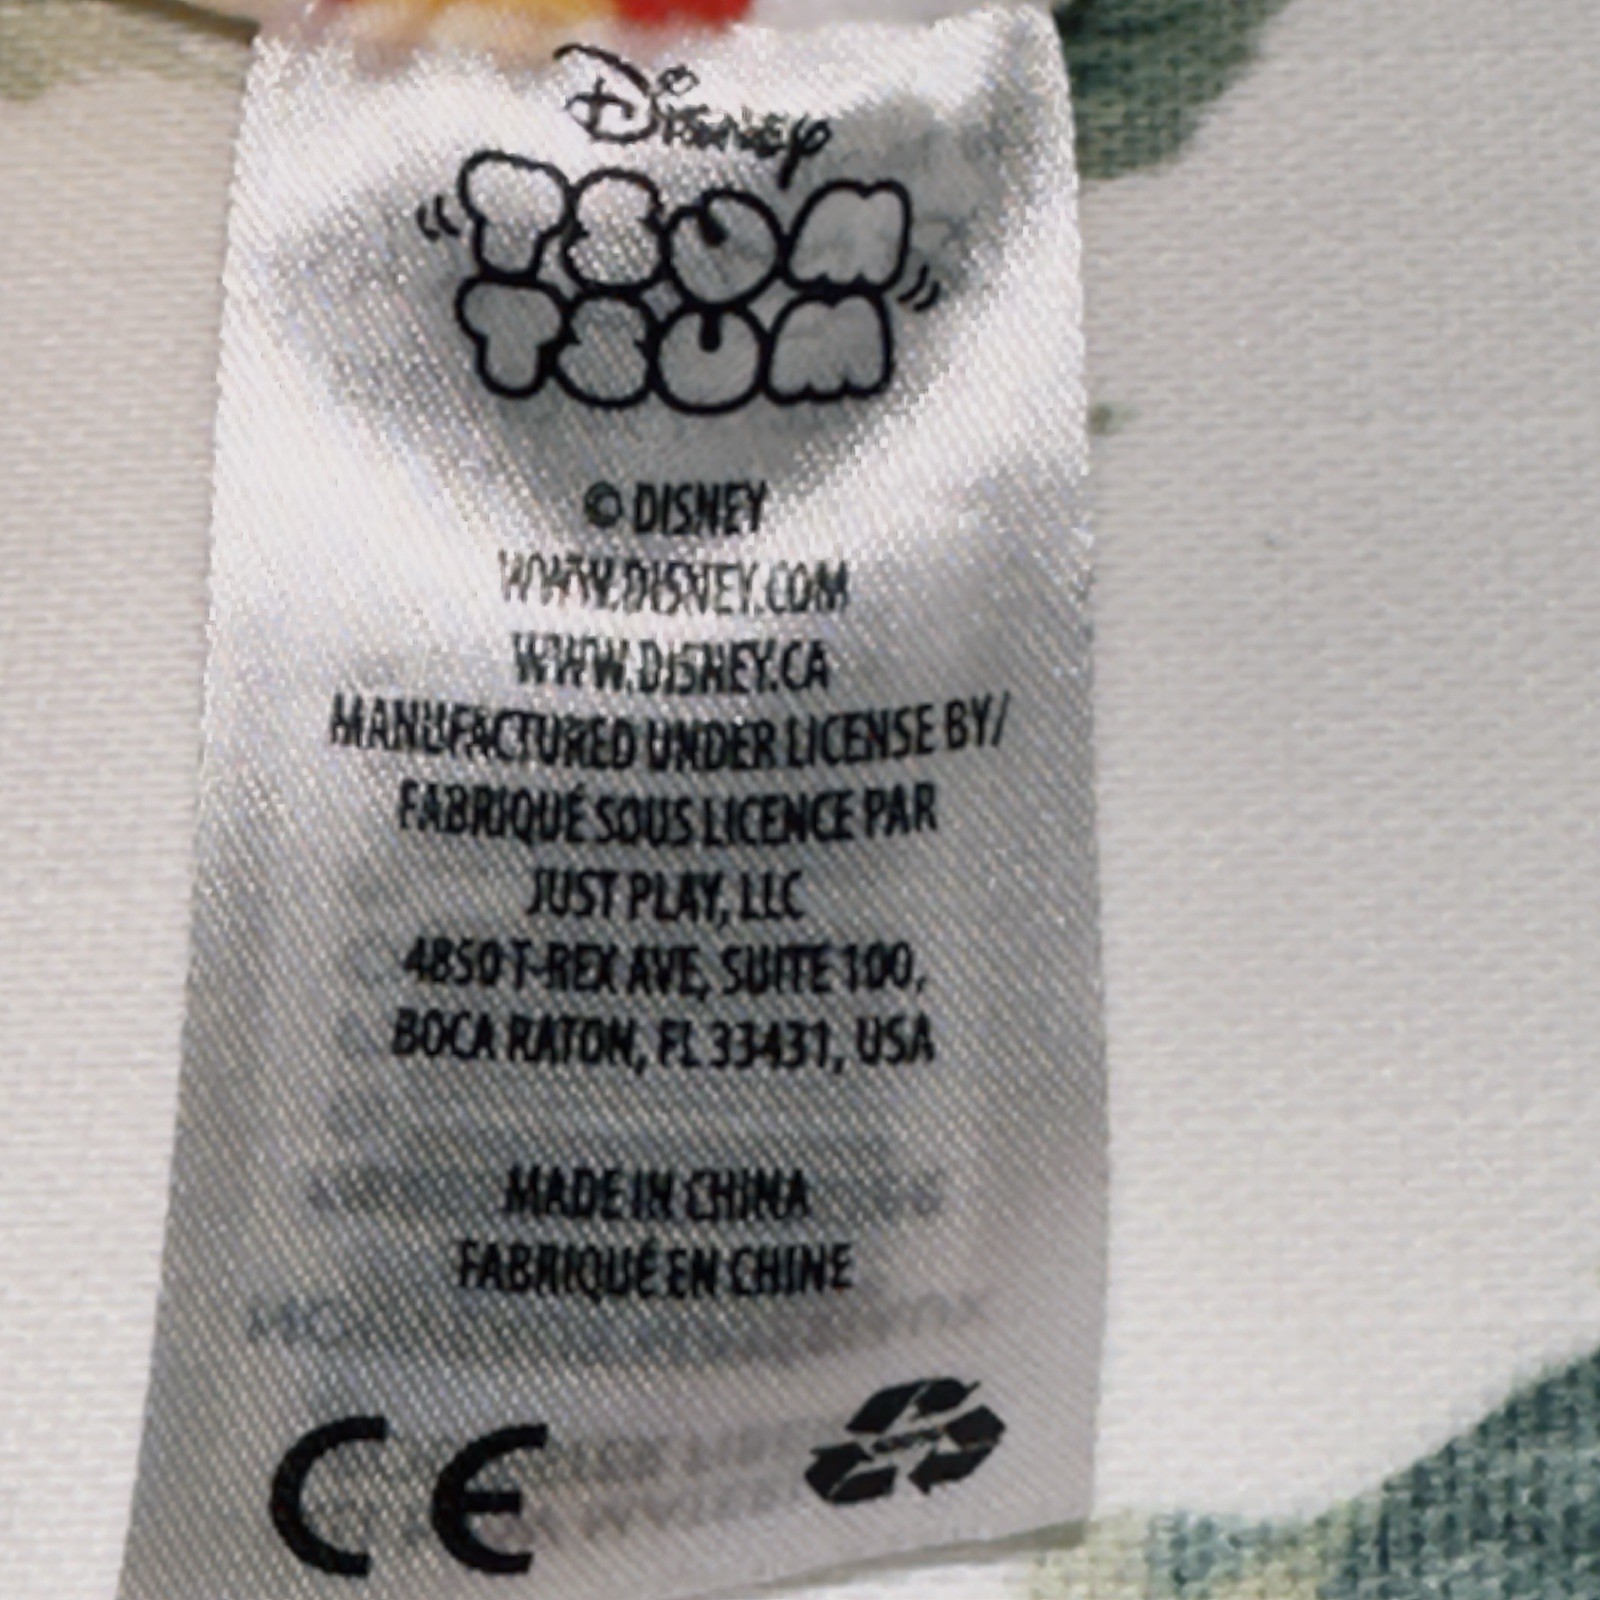 Disney
TSUM
TSUM
© DISNEY
WWW.DISNEY.COM
WWW.DISNEY.CA
MANUFACTURED UNDER LICENSE BY/
FABRIQUÉ SOUS LICENCE PAR
JUST PLAY, LLC
4850 T-REX AVE, SUITE 100,
BOCA RATON, FL 33431, USA
MADE IN CHINA
FABRIQUÉ EN CHINE
CE